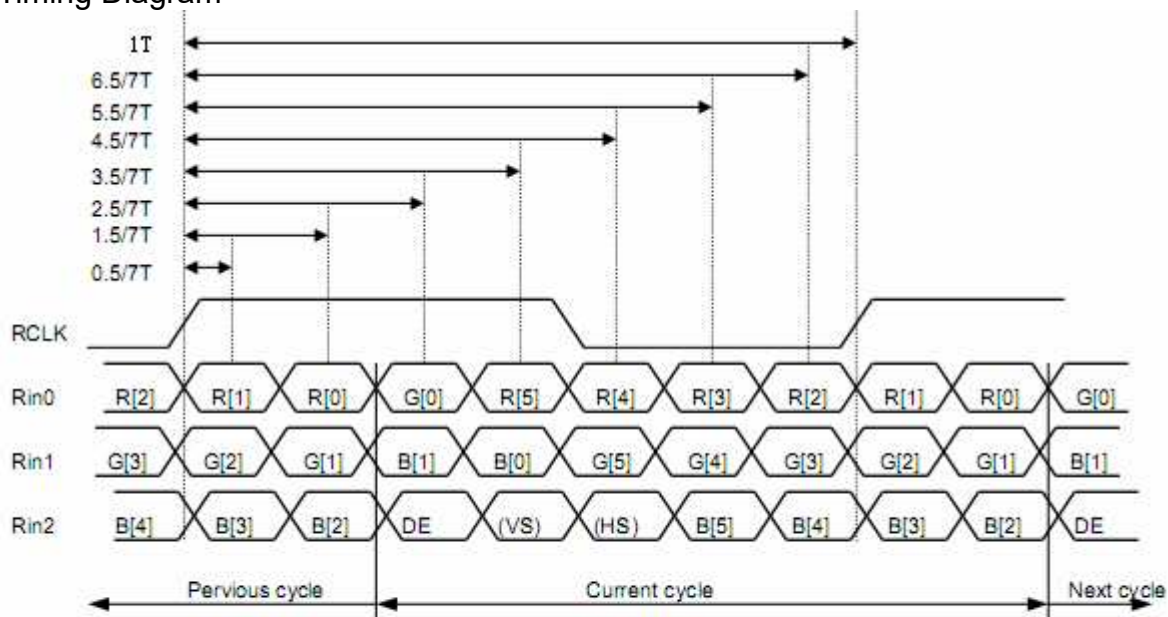 Timing Diagram
1T
6.5/7T
5.5/7T
4.5/7T
3.5/7T
2.5/7T
1.5/7T
0.5/7T
RCLK
Rin0 R[2] R[1] R[0] G[0] R[5] R[4] R[3] R[2] R[1] R[0] G[0]
Rin1 G[3] G[2] G[1] B[1] B[0] G[5] G[4] G[3] G[2] G[1] B[1]
Rin2 B[4] B[3] B[2] DE (VS) (HS) B[5] B[4] B[3] B[2] DE
Pervious cycle Current cycle Next cycle